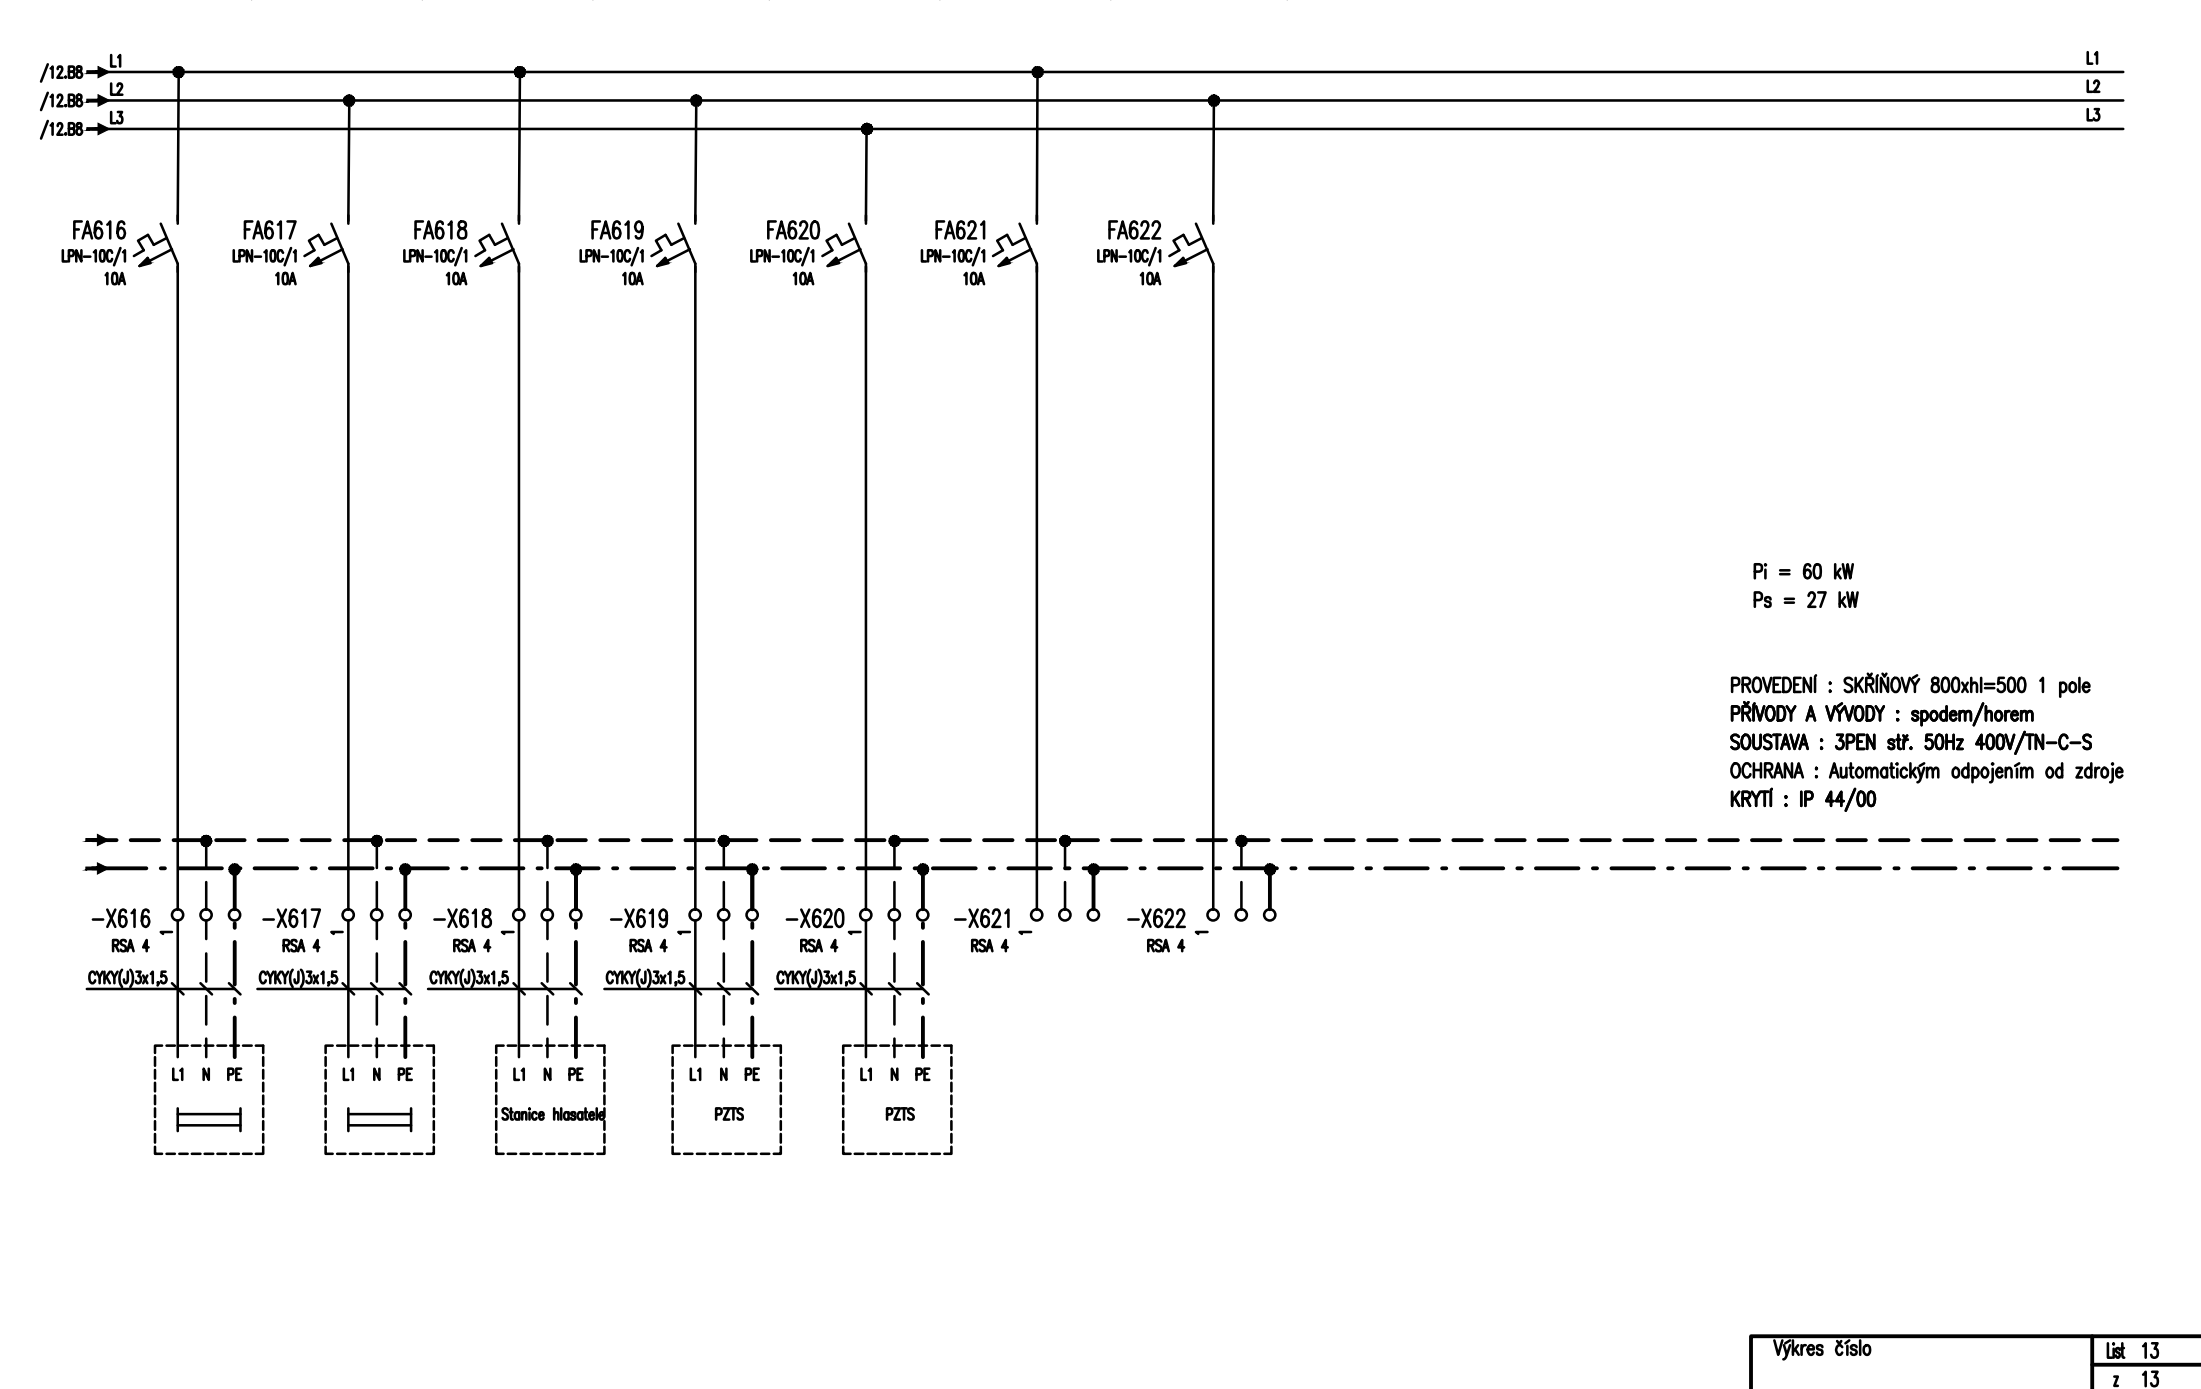 /12.B8 L1 L1
/12.B8 L2 L2
/12.B8 L3 L3
FA616 FA617 FA618 FA619 FA620 FA621 FA622
LPN-10C/1 LPN-10C/1 LPN-10C/1 LPN-10C/1 LPN-10C/1 LPN-10C/1 LPN-10C/1
10A 10A 10A 10A 10A 10A 10A
Pi = 60 kW
Ps = 27 kW
PROVEDENÍ : SKŘÍŇOVÝ 800xhl=500 1 pole
PŘÍVODY A VÝVODY : spodem/horem
SOUSTAVA : 3PEN stř. 50Hz 400V/TN-C-S
OCHRANA : Automatickým odpojením od zdroje
KRYTÍ : IP 44/00
-X616 -X617 -X618 -X619 -X620 -X621 -X622
RSA 4 RSA 4 RSA 4 RSA 4 RSA 4 RSA 4 RSA 4
CYKY(J)3x1,5 CYKY(J)3x1,5 CYKY(J)3x1,5 CYKY(J)3x1,5 CYKY(J)3x1,5
L1 N PE L1 N PE L1 N PE L1 N PE L1 N PE
Stanice hlasatele PZTS PZTS
Výkres číslo List 13
z 13